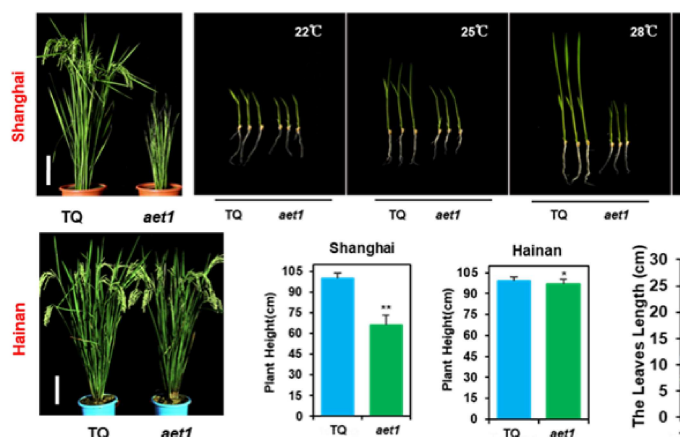 Shanghai
22℃
25℃
28℃
TQ aet1
TQ aet1
TQ aet1
TQ aet1
Hainan
TQ aet1
Shanghai
Plant Height(cm)
105
90
75
60
45
30
15
0
**
TQ aet1
Hainan
Plant Height(cm)
105
90
75
60
45
30
15
0
*
TQ aet1
The Leaves Length (cm)
30
25
20
15
10
5
0